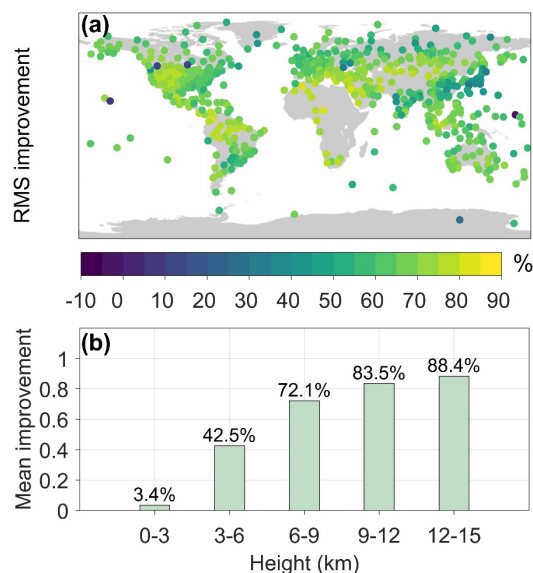 (a)
RMS improvement
%
-10 0 10 20 30 40 50 60 70 80 90
(b)
Mean improvement
1
0.8
0.6
0.4
0.2
0
3.4%
42.5%
72.1%
83.5%
88.4%
0-3 3-6 6-9 9-12 12-15
Height (km)